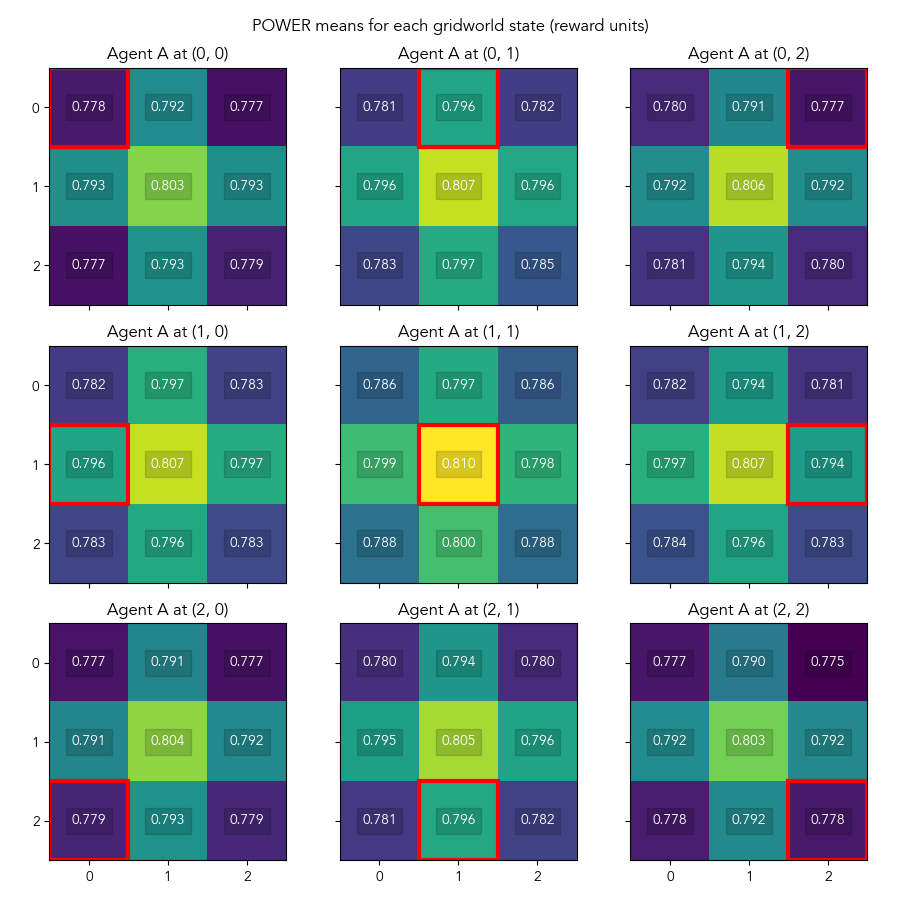 POWER means for each gridworld state (reward units)
Agent A at (0, 0) Agent A at (0, 1) Agent A at (0, 2)
0 0.778 0.792 0.777 0.781 0.796 0.782 0.780 0.791 0.777
1 0.793 0.803 0.793 0.796 0.807 0.796 0.792 0.806 0.792
2 0.777 0.793 0.779 0.783 0.797 0.785 0.781 0.794 0.780
Agent A at (1, 0) Agent A at (1, 1) Agent A at (1, 2)
0 0.782 0.797 0.783 0.786 0.797 0.786 0.782 0.794 0.781
1 0.796 0.807 0.797 0.799 0.810 0.798 0.797 0.807 0.794
2 0.783 0.796 0.783 0.788 0.800 0.788 0.784 0.796 0.783
Agent A at (2, 0) Agent A at (2, 1) Agent A at (2, 2)
0 0.777 0.791 0.777 0.780 0.794 0.780 0.777 0.790 0.775
1 0.791 0.804 0.792 0.795 0.805 0.796 0.792 0.803 0.792
2 0.779 0.793 0.779 0.781 0.796 0.782 0.778 0.792 0.778
0 1 2 0 1 2 0 1 2